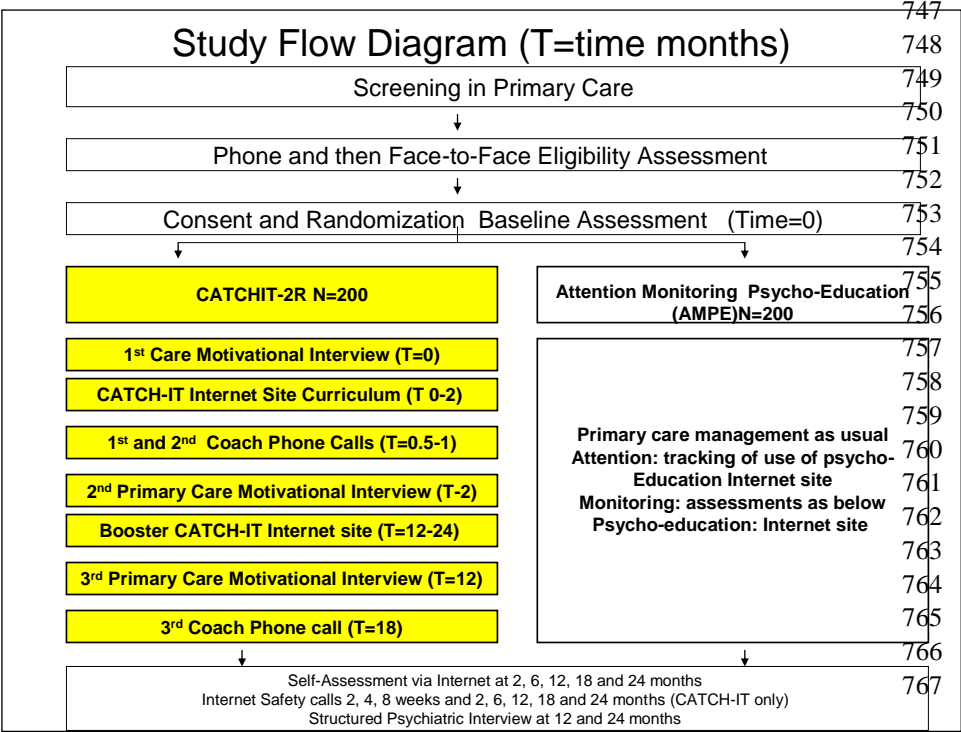 747
Study Flow Diagram (T=time months)
748
749
Screening in Primary Care
750
Phone and then Face-to-Face Eligibility Assessment
751
752
Consent and Randomization Baseline Assessment (Time=0)
753
754
CATCHIT-2R N=200
755
Attention Monitoring Psycho-Education
(AMPE)N=200
756
1st Care Motivational Interview (T=0)
757
CATCH-IT Internet Site Curriculum (T 0-2)
758
759
1st and 2nd Coach Phone Calls (T=0.5-1)
Primary care management as usual
760
Attention: tracking of use of psycho-
Education Internet site
761
Monitoring: assessments as below
2nd Primary Care Motivational Interview (T-2)
762
Psycho-education: Internet site
Booster CATCH-IT Internet site (T=12-24)
763
3rd Primary Care Motivational Interview (T=12)
764
765
3rd Coach Phone call (T=18)
766
Self-Assessment via Internet at 2, 6, 12, 18 and 24 months
767
Internet Safety calls 2, 4, 8 weeks and 2, 6, 12, 18 and 24 months (CATCH-IT only)
Structured Psychiatric Interview at 12 and 24 months